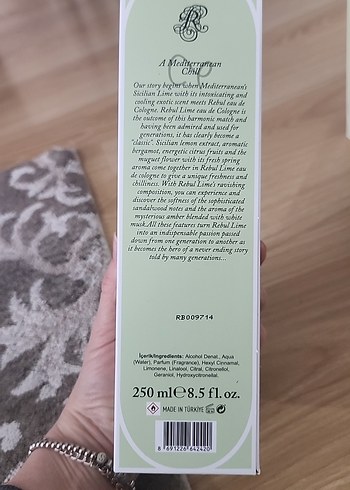 R
A Mediterranean
Chill
Our story begins when Mediterranean's
Sicilian Lime with its intoxicating and
cooling exotic scent meets Rebul eau de
Cologne. Rebul Lime eau de Cologne is
the outcome of this harmonic match and
having been admired and used for
generations, it has clearly become a
"classic". Sicilian lemon extract, aromatic
bergamot, energetic citrus fruits and the
muguet flower with its fresh spring
aroma come together in Rebul Lime eau
de cologne to give a unique freshness and
chilliness. With Rebul Lime's ravishing
composition, you can experience and
discover the softness of the sophisticated
sandalwood notes and the aroma of the
mysterious amber blended with white
musk.All these features turn Rebul Lime
into an indispensable passion passed
down from one generation to another as
it becomes the hero of a never ending story
told by many generations...
RB009714
İçerik/Ingredients: Alcohol Denat., Aqua
(Water), Parfum (Fragrance), Hexyl Cinnamal,
Limonene, Linalool, Citral, Citronellol,
Geraniol, Hydroxycitronellal.
250 ml℮8.5 fl. oz.
MADE IN TÜRKİYE
8 691226 642420